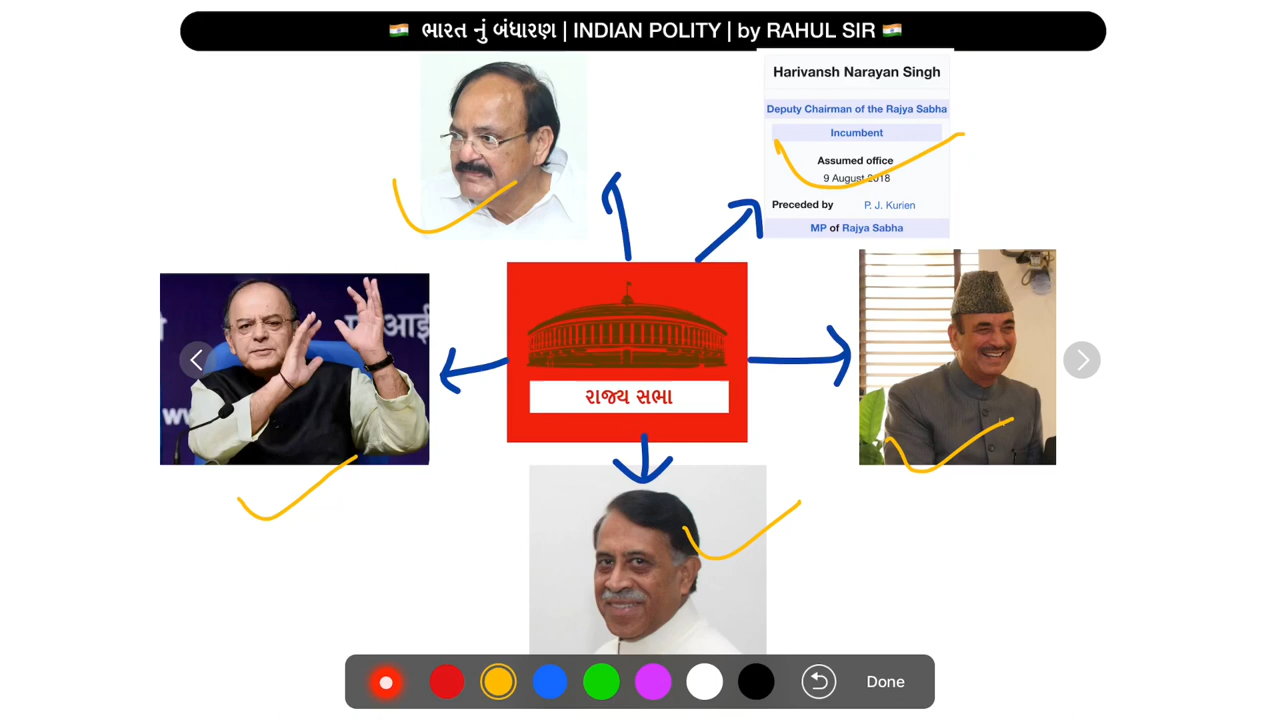 ભારત નું બંધારણ | INDIAN POLITY | by RAHUL SIR
Harivansh Narayan Singh
Deputy Chairman of the Rajya Sabha
Incumbent
Assumed office
9 August 2018
Preceded by P. J. Kurien
MP of Rajya Sabha
રાજ્ય સભા
Done